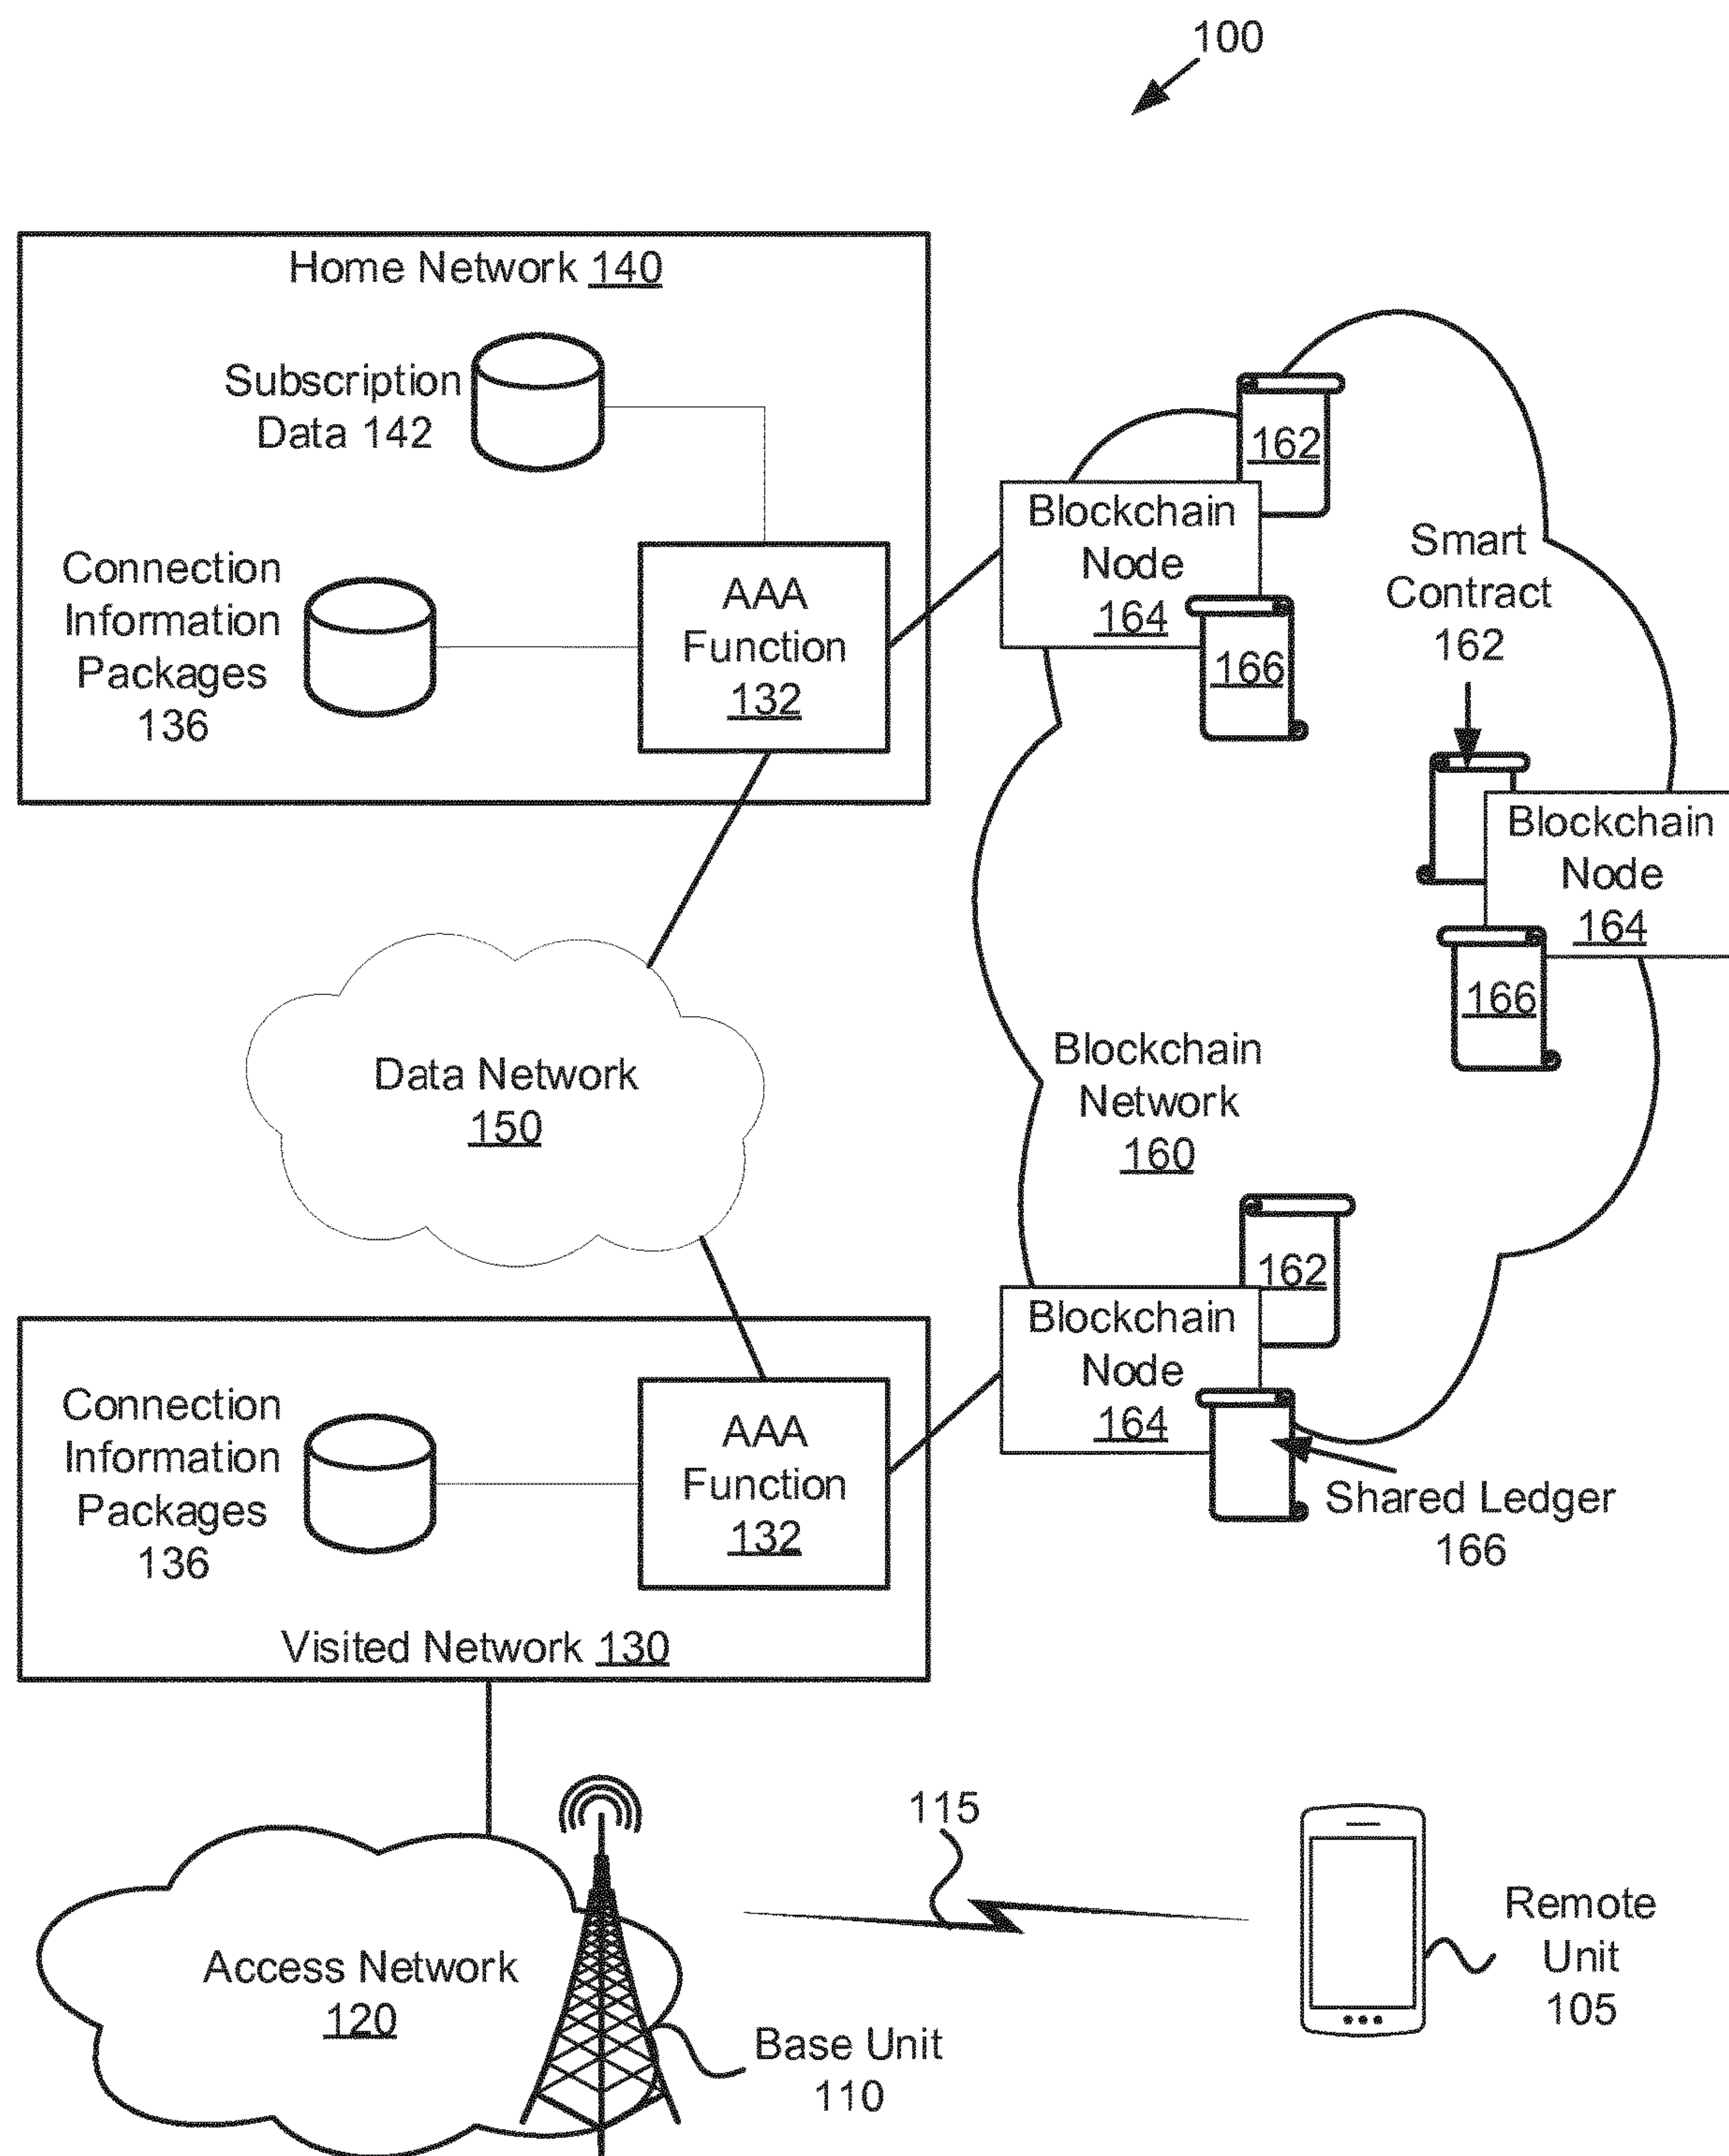 100
Home Network 140
Subscription
Data 142
Connection
Information
Packages
136
AAA
Function
132
162
Blockchain
Node
164
166
Smart
Contract
162
Blockchain
Node
164
166
Data Network
150
Blockchain
Network
160
162
Blockchain
Node
164
Shared Ledger
166
Connection
Information
Packages
136
AAA
Function
132
Visited Network 130
115
Access Network
120
Base Unit
110
Remote
Unit
105